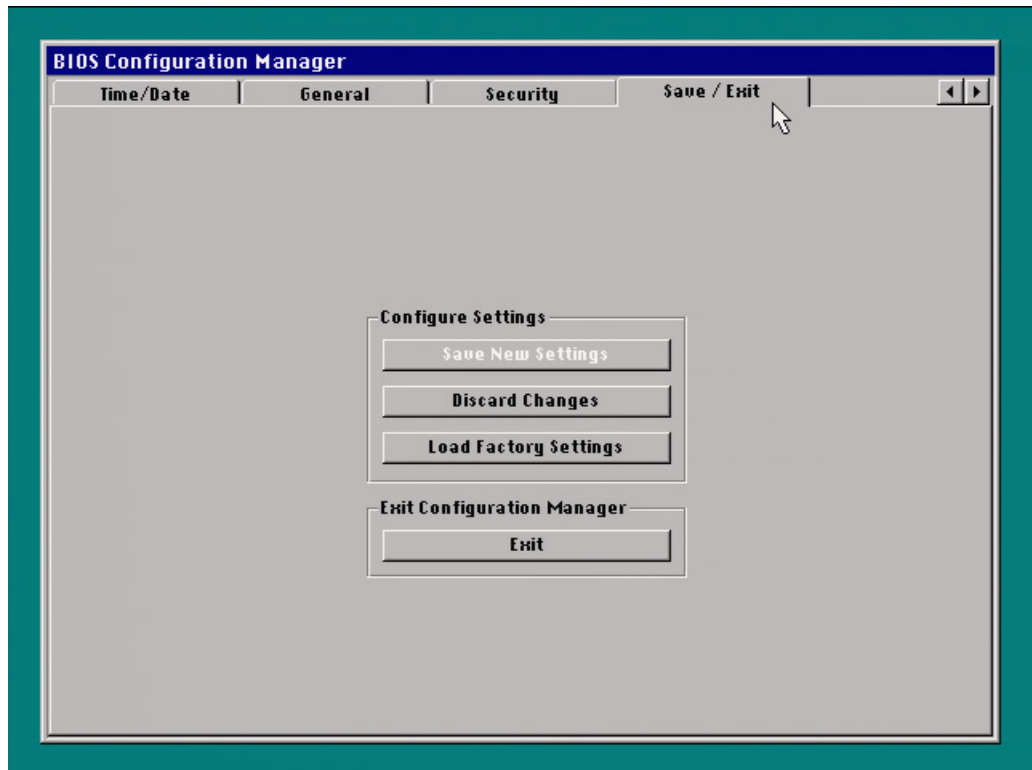 BIOS Configuration Manager
Time/Date General Security Save / Exit
Configure Settings
Save New Settings
Discard Changes
Load Factory Settings
Exit Configuration Manager
Exit